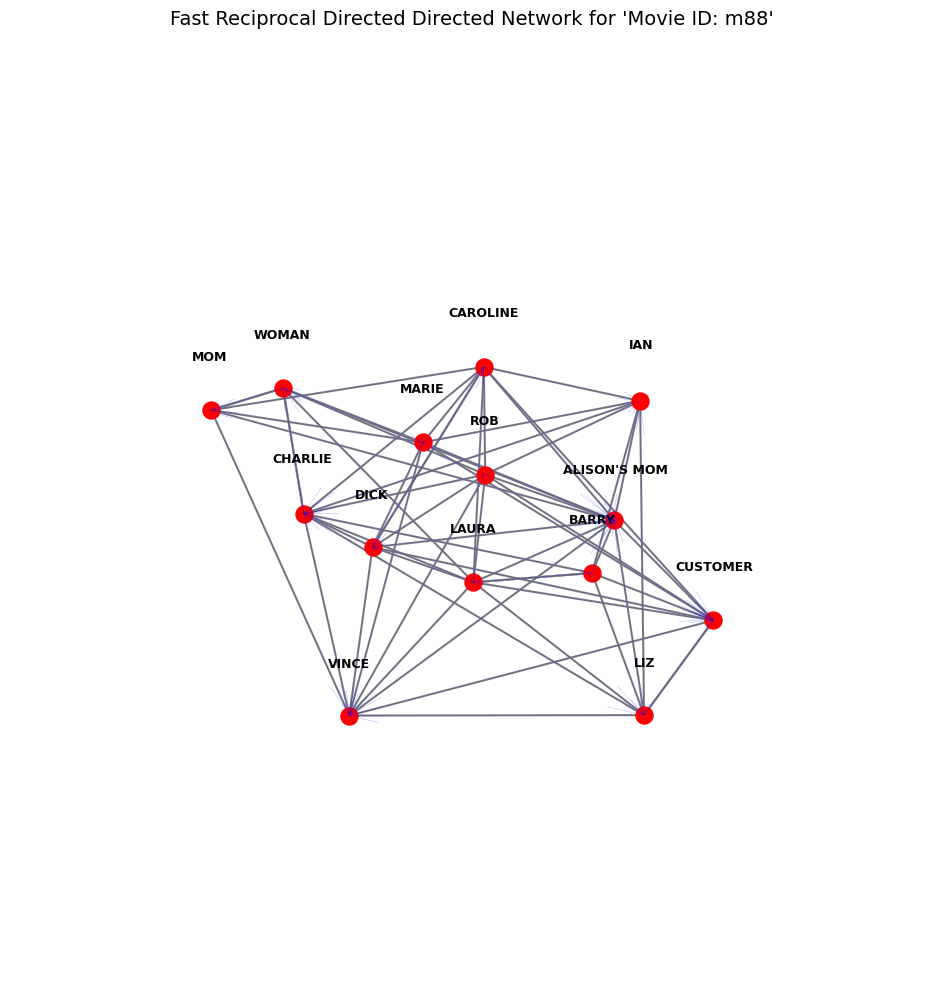 Fast Reciprocal Directed Directed Network for 'Movie ID: m88'
CAROLINE
WOMAN
IAN
MOM
MARIE
ROB
CHARLIE
ALISON'S MOM
DICK
BARRY
LAURA
CUSTOMER
VINCE
LIZ